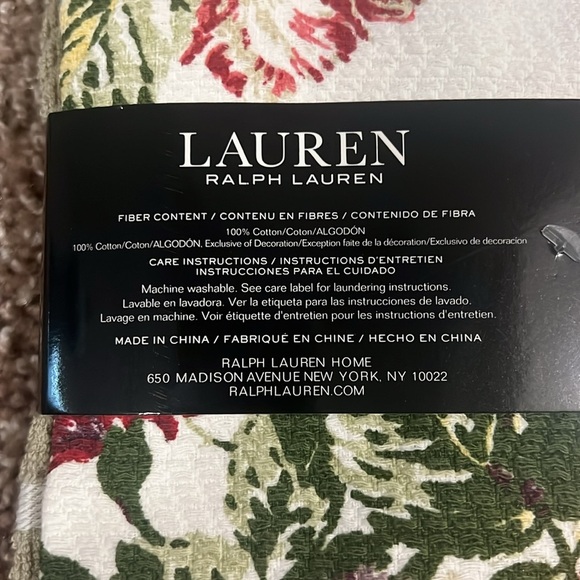 LAUREN
RALPH LAUREN
FIBER CONTENT / CONTENU EN FIBRES / CONTENIDO DE FIBRA
100% Cotton/Coton/ALGODÓN
100% Cotton/Coton/ALGODÓN, Exclusive of Decoration/Exception faite de la décoration/Exclusivo de decoracion
CARE INSTRUCTIONS / INSTRUCTIONS D'ENTRETIEN
INSTRUCCIONES PARA EL CUIDADO
Machine washable. See care label for laundering instructions.
Lavable en lavadora. Ver la etiqueta para las instrucciones de lavado.
Lavage en machine. Voir étiquette d'entretien pour les instructions d'entretien.
MADE IN CHINA / FABRIQUÉ EN CHINE / HECHO EN CHINA
RALPH LAUREN HOME
650 MADISON AVENUE NEW YORK, NY 10022
RALPHLAUREN.COM